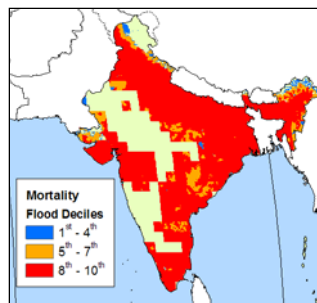 Mortality
Flood Deciles
1st - 4th
5th - 7th
8th - 10th